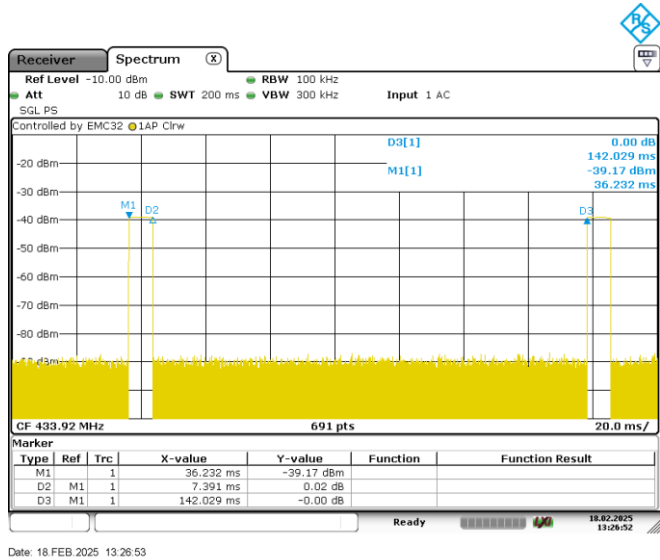 R&S
Receiver Spectrum X
Ref Level -10.00 dBm RBW 100 kHz
Att 10 dB SWT 200 ms VBW 300 kHz Input 1 AC
SGL PS
Controlled by EMC32 1AP Clrw
D3[1] 0.00 dB
142.029 ms
-20 dBm
M1[1] -39.17 dBm
36.232 ms
-30 dBm
M1 D2 D3
-40 dBm
-50 dBm
-60 dBm
-70 dBm
-80 dBm
CF 433.92 MHz 691 pts 20.0 ms/
Marker
Type Ref Trc X-value Y-value Function Function Result
M1 1 36.232 ms -39.17 dBm
D2 M1 1 7.391 ms 0.02 dB
D3 M1 1 142.029 ms -0.00 dB
Ready LXI 18.02.2025
13:26:52
Date: 18.FEB.2025 13:26:53